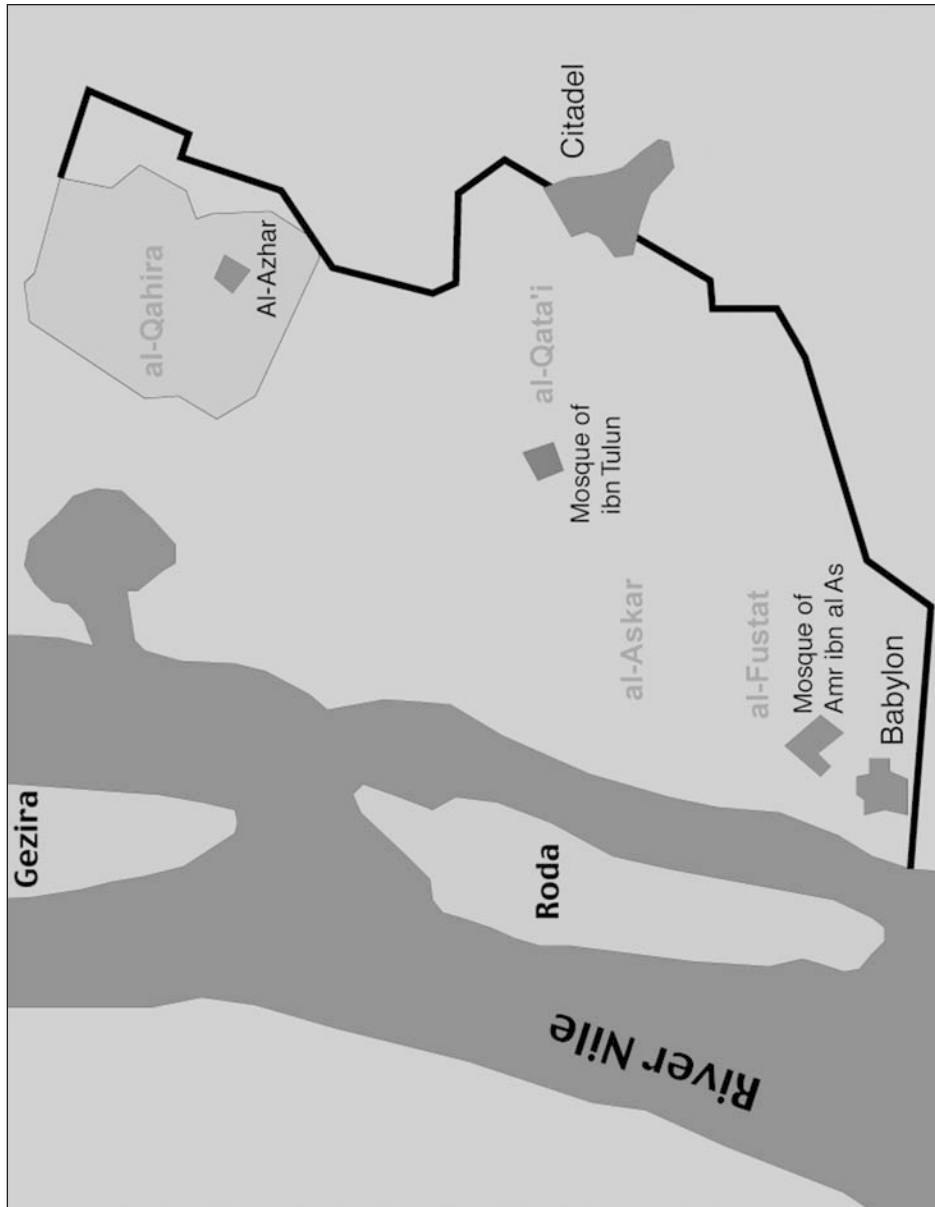 Citadel
al-Qahira
Al-Azhar
al-Qata'i
Mosque of
ibn Tulun
al-Askar
al-Fustat
Mosque of
Amr ibn al As
Babylon
Gezira
Roda
River Nile